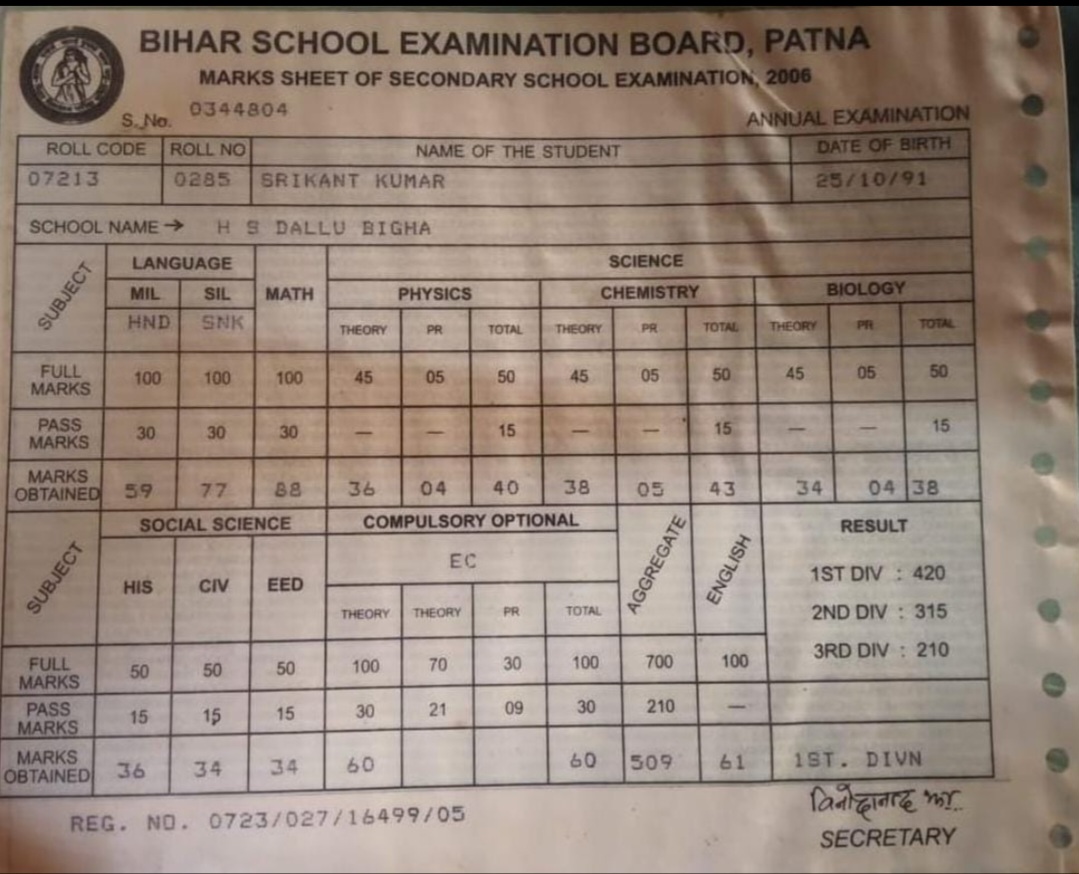 BIHAR SCHOOL EXAMINATION BOARD, PATNA
MARKS SHEET OF SECONDARY SCHOOL EXAMINATION, 2006
S. No. 0344804
ANNUAL EXAMINATION
ROLL CODE ROLL NO NAME OF THE STUDENT DATE OF BIRTH
07213 0285 SRIKANT KUMAR 25/10/91
SCHOOL NAME → H S DALLU BIGHA
SUBJECT LANGUAGE MATH SCIENCE
MIL SIL PHYSICS CHEMISTRY BIOLOGY
HND SNK THEORY PR TOTAL THEORY PR TOTAL THEORY PR TOTAL
FULL MARKS 100 100 100 45 05 50 45 05 50 45 05 50
PASS MARKS 30 30 30 — — 15 — — 15 — — 15
MARKS OBTAINED 59 77 88 36 04 40 38 05 43 34 04 38
SUBJECT SOCIAL SCIENCE COMPULSORY OPTIONAL AGGREGATE ENGLISH RESULT
HIS CIV EED EC 1ST DIV : 420
THEORY THEORY PR TOTAL 2ND DIV : 315
3RD DIV : 210
FULL MARKS 50 50 50 100 70 30 100 700 100
PASS MARKS 15 15 15 30 21 09 30 210 —
MARKS OBTAINED 36 34 34 60 60 509 61 1ST. DIVN
REG. NO. 0723/027/16499/05
SECRETARY